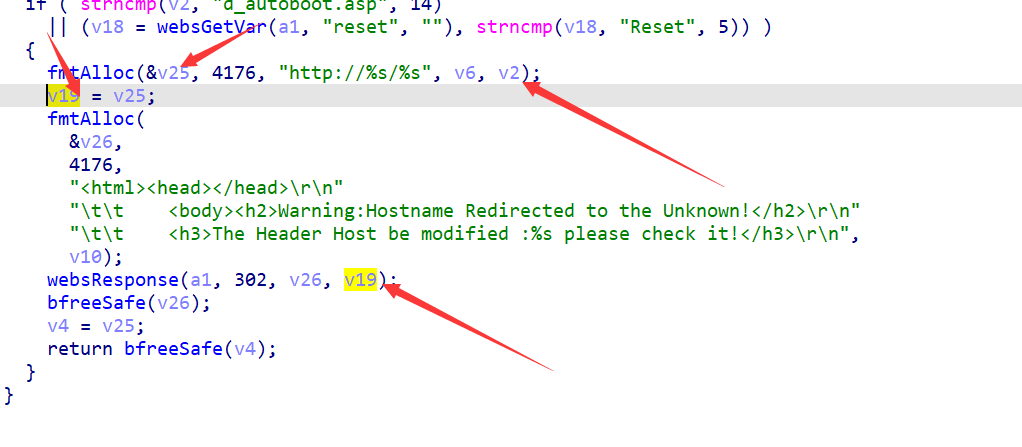 if ( strncmp(v2, "d_autoboot.asp", 14)
|| (v18 = websGetVar(a1, "reset", ""), strncmp(v18, "Reset", 5)) )
{
fmtAlloc(&v25, 4176, "http://%s/%s", v6, v2);
v19 = v25;
fmtAlloc(
&v26,
4176,
"<html><head></head>\r\n"
"\t\t    <body><h2>Warning:Hostname Redirected to the Unknown!</h2>\r\n"
"\t\t    <h3>The Header Host be modified :%s please check it!</h3>\r\n",
v10);
websResponse(a1, 302, v26, v19);
bfreeSafe(v26);
v4 = v25;
return bfreeSafe(v4);
}
}